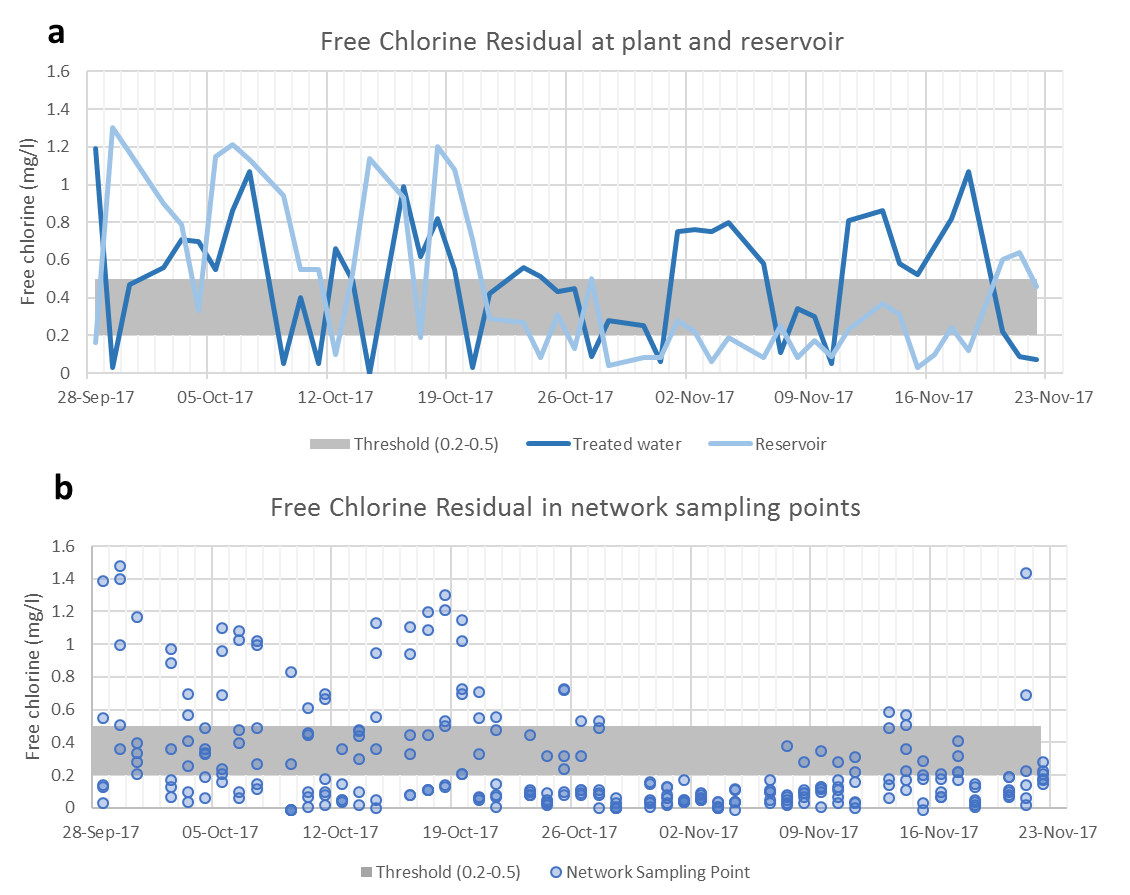 a
Free Chlorine Residual at plant and reservoir
Free chlorine (mg/l)
1.6
1.4
1.2
1
0.8
0.6
0.4
0.2
0
28-Sep-17 05-Oct-17 12-Oct-17 19-Oct-17 26-Oct-17 02-Nov-17 09-Nov-17 16-Nov-17 23-Nov-17
Threshold (0.2-0.5) Treated water Reservoir
b
Free Chlorine Residual in network sampling points
Free chlorine (mg/l)
1.6
1.4
1.2
1
0.8
0.6
0.4
0.2
0
28-Sep-17 05-Oct-17 12-Oct-17 19-Oct-17 26-Oct-17 02-Nov-17 09-Nov-17 16-Nov-17 23-Nov-17
Threshold (0.2-0.5) Network Sampling Point